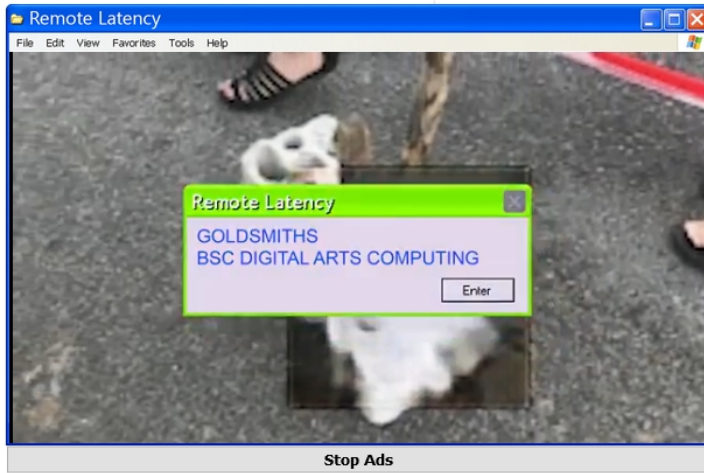 Remote Latency
File Edit View Favorites Tools Help
Remote Latency
GOLDSMITHS
BSC DIGITAL ARTS COMPUTING
Enter
Stop Ads